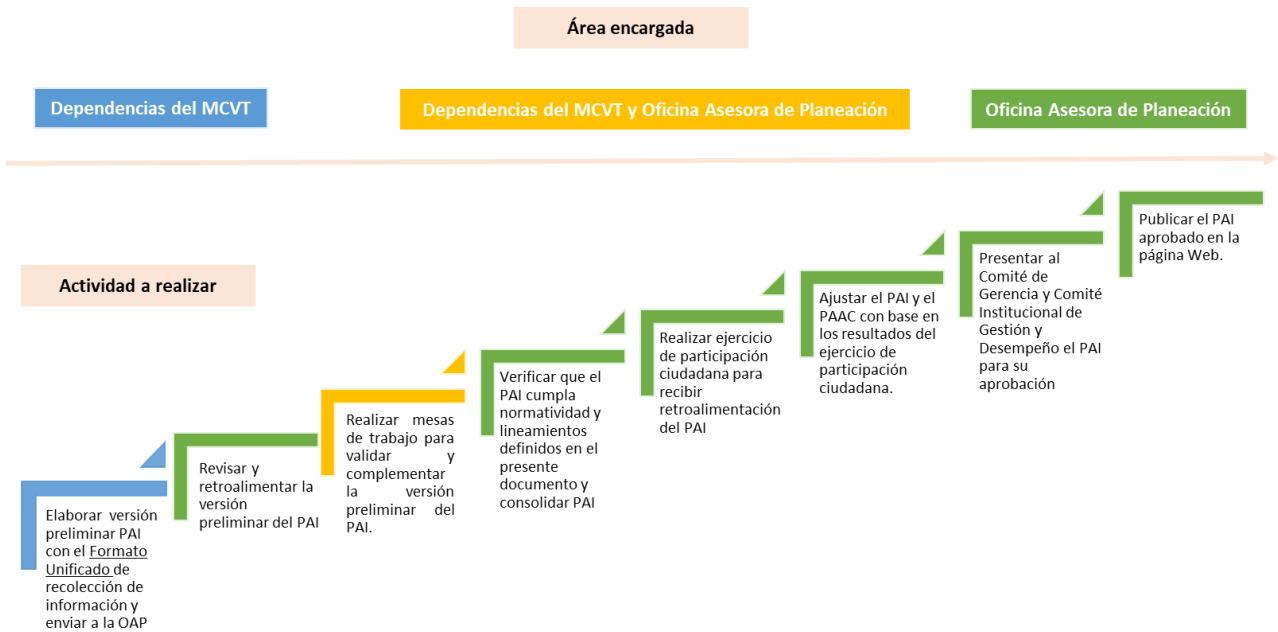 Área encargada
Dependencias del MCVT
Dependencias del MCVT y Oficina Asesora de Planeación
Oficina Asesora de Planeación
Actividad a realizar
Elaborar versión
preliminar PAI
con el Formato
Unificado de
recolección de
información y
enviar a la OAP
Revisar y
retroalimentar la
versión
preliminar del PAI
Realizar mesas
de trabajo para
validar y
complementar
la versión
preliminar del
PAI.
Verificar que el
PAI cumpla
normatividad y
lineamientos
definidos en el
presente
documento y
consolidar PAI
Realizar ejercicio
de participación
ciudadana para
recibir
retroalimentación
del PAI
Ajustar el PAI y el
PAAC con base en
los resultados del
ejercicio de
participación
ciudadana.
Presentar al
Comité de
Gerencia y Comité
Institucional de
Gestión y
Desempeño el PAI
para su
aprobación
Publicar el PAI
aprobado en la
página Web.